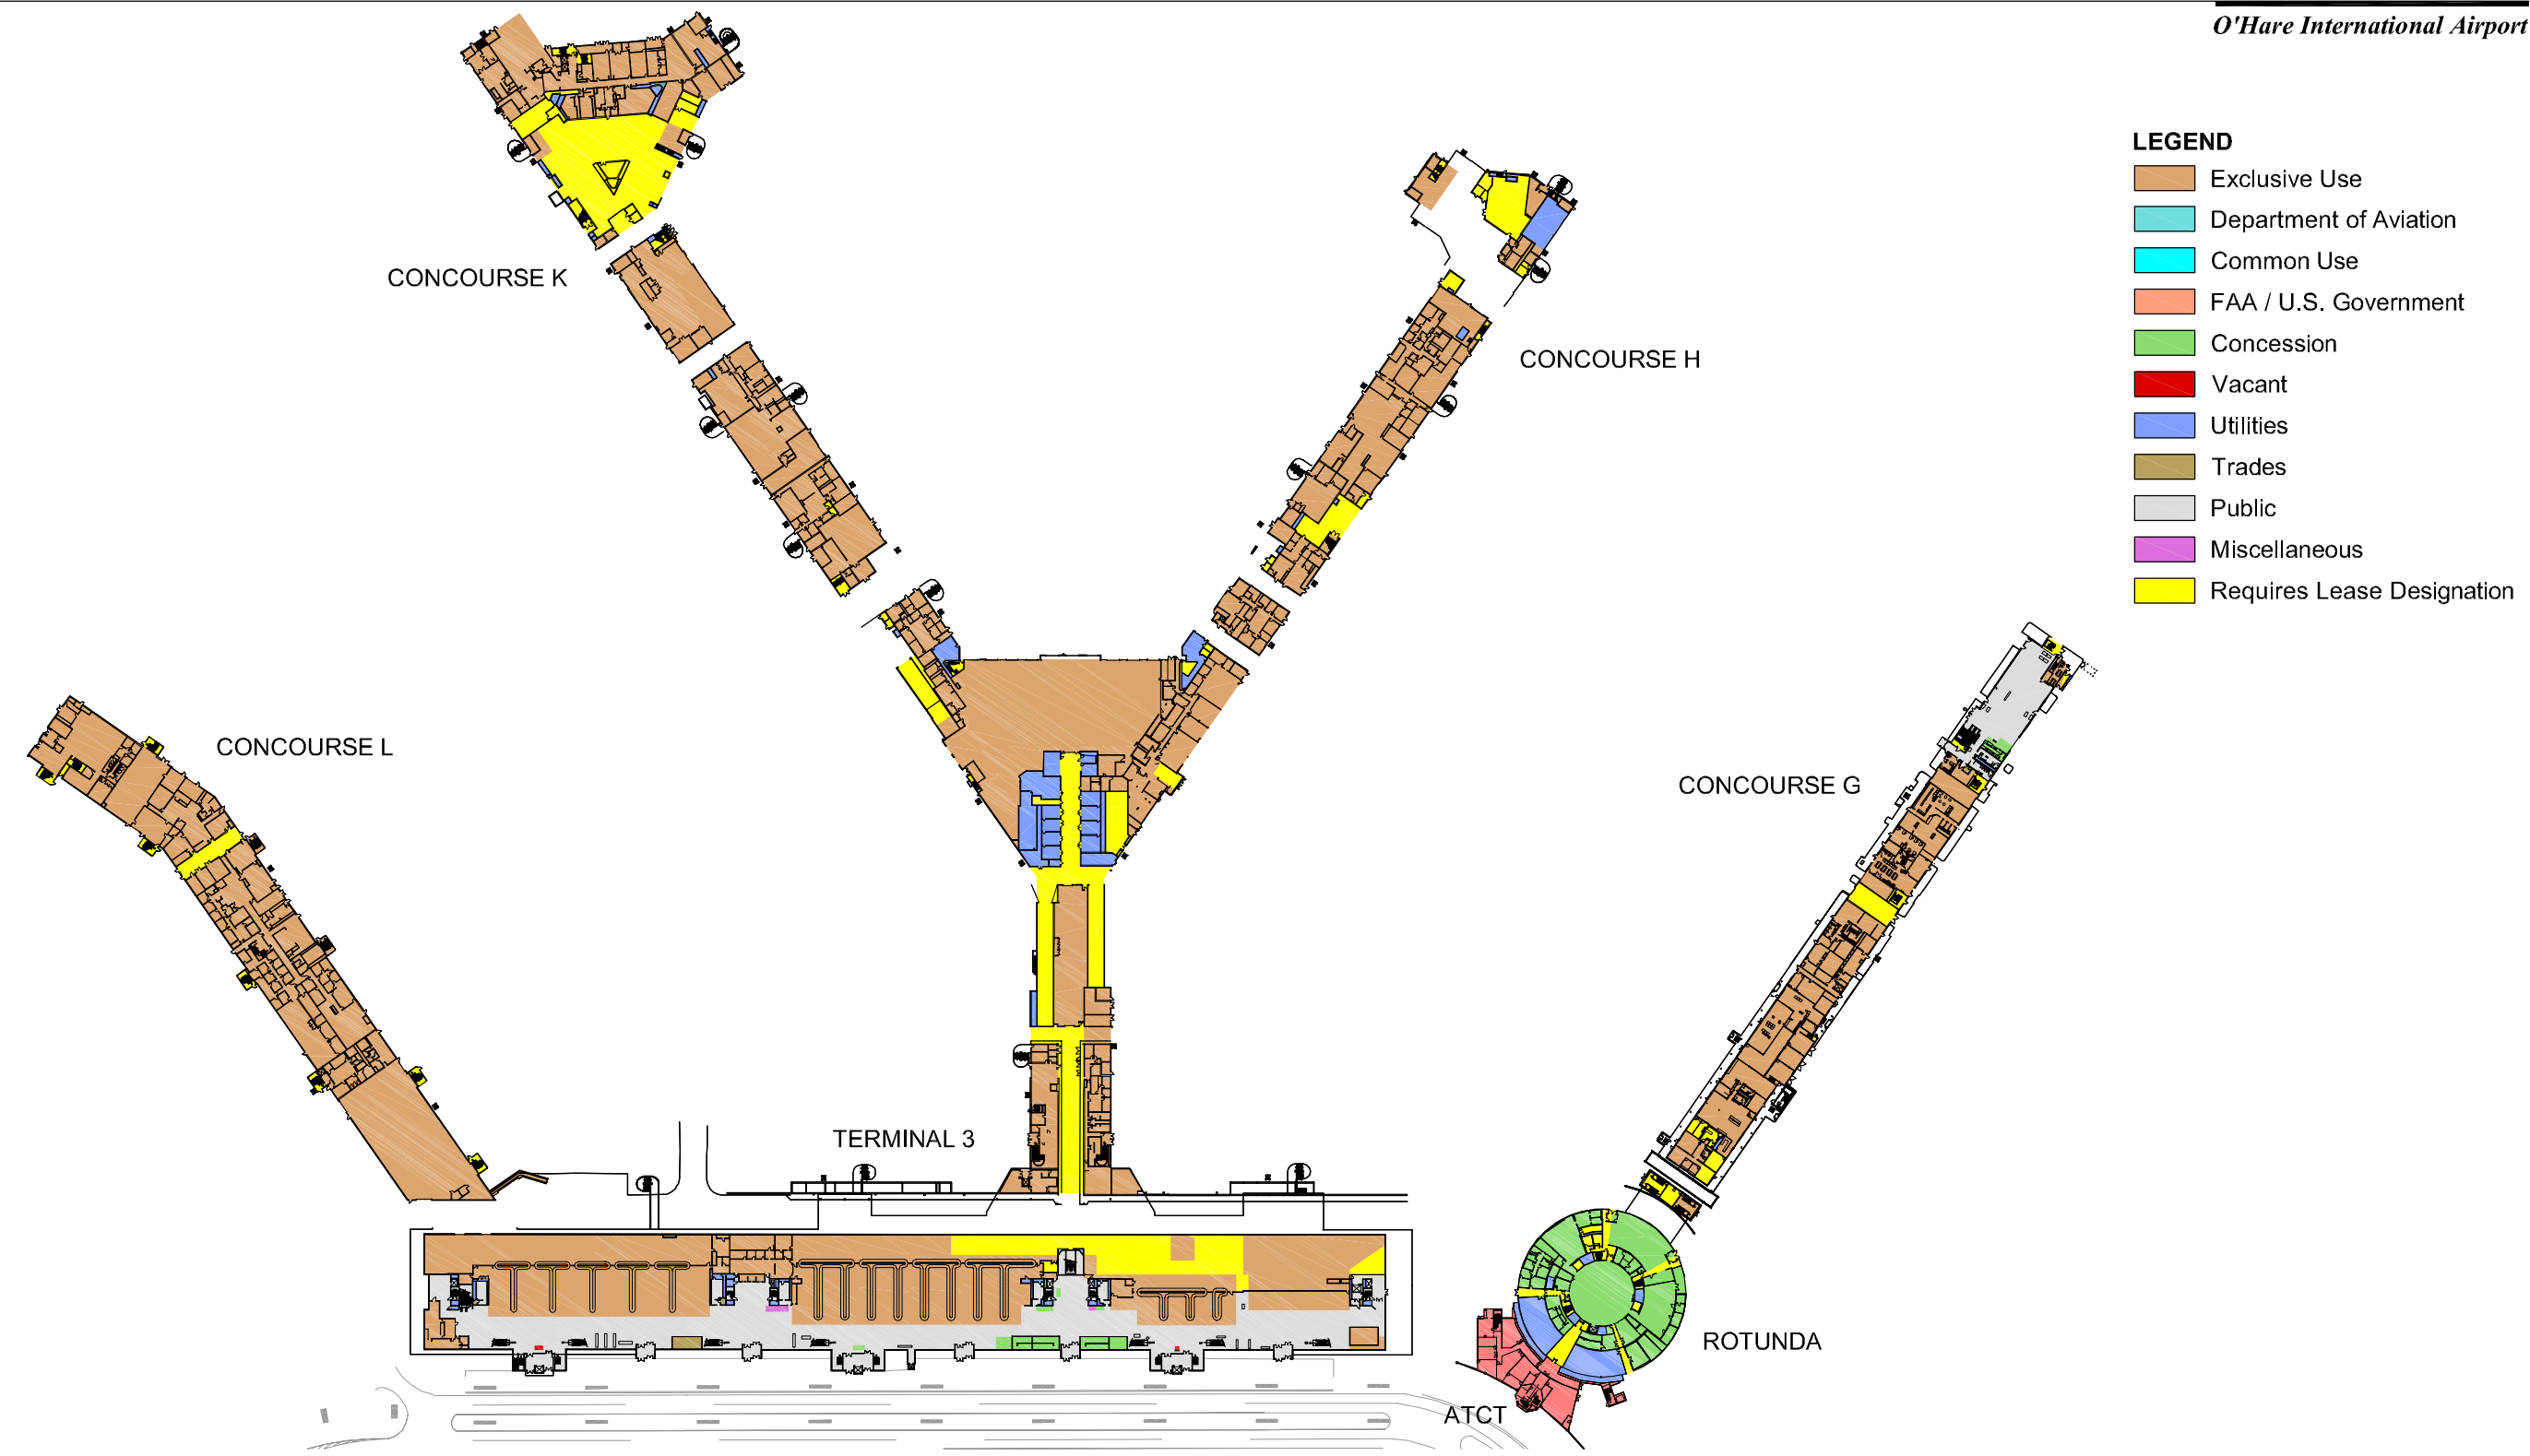 O'Hare International Airport
LEGEND
Exclusive Use
Department of Aviation
Common Use
FAA / U.S. Government
Concession
Vacant
Utilities
Trades
Public
Miscellaneous
Requires Lease Designation
CONCOURSE K
CONCOURSE H
CONCOURSE L
CONCOURSE G
TERMINAL 3
ROTUNDA
ATCT